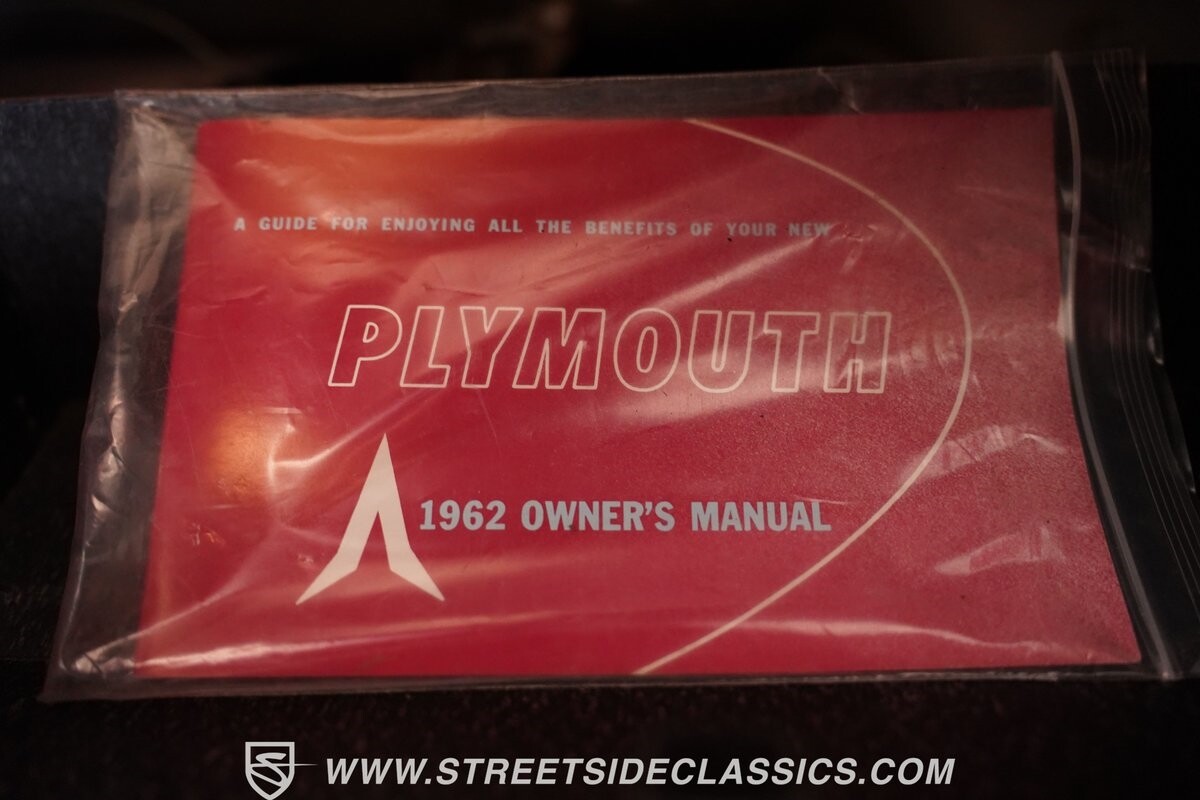 A GUIDE FOR ENJOYING ALL THE BENEFITS OF YOUR NEW
PLYMOUTH
1962 OWNER'S MANUAL
WWW.STREETSIDECLASSICS.COM